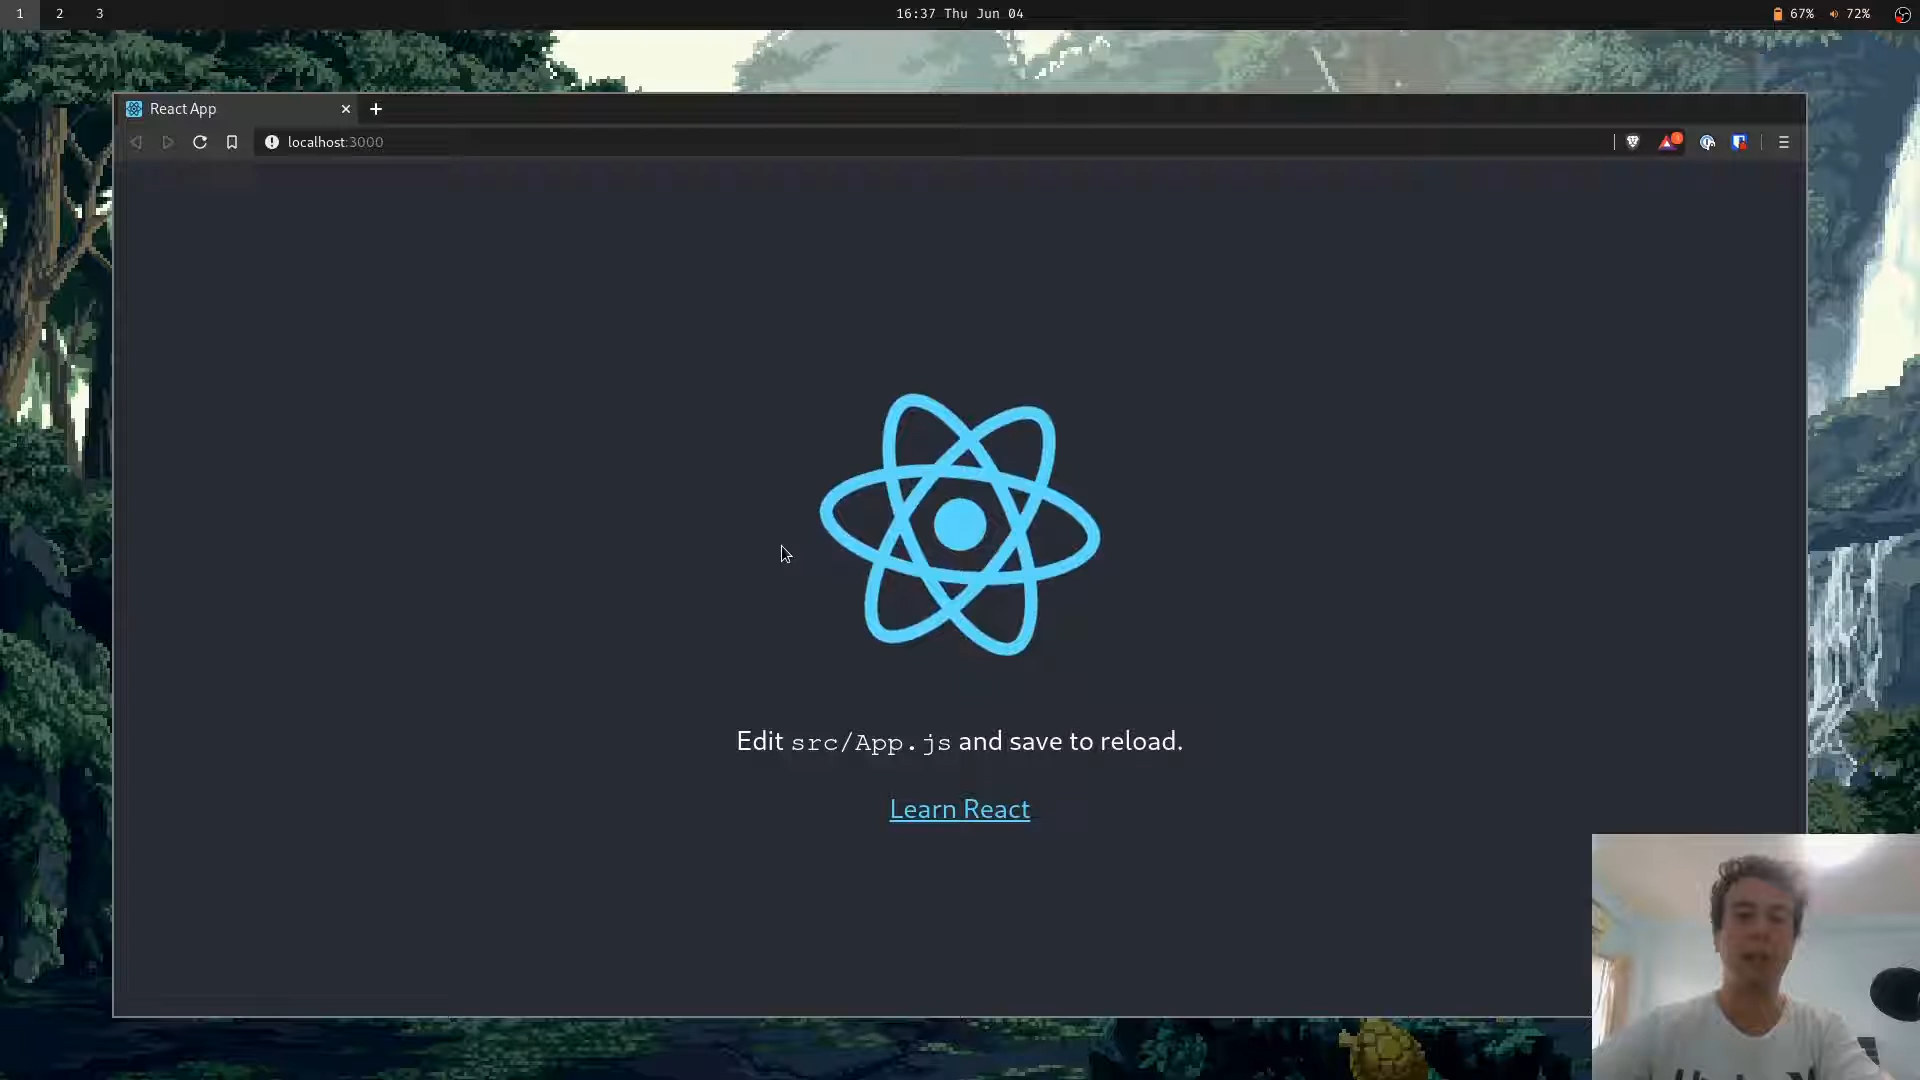 1 2 3 16:37 Thu Jun 04 67% 72%
React App
localhost:3000
Edit src/App.js and save to reload.
Learn React